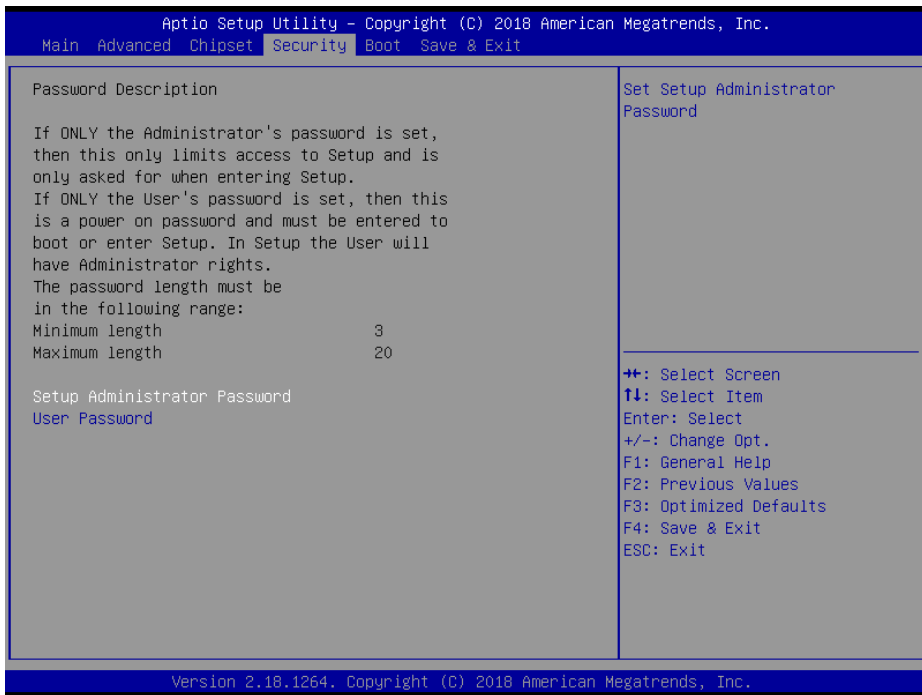 Aptio Setup Utility – Copyright (C) 2018 American Megatrends, Inc.
Main Advanced Chipset Security Boot Save & Exit
Password Description
If ONLY the Administrator's password is set,
then this only limits access to Setup and is
only asked for when entering Setup.
If ONLY the User's password is set, then this
is a power on password and must be entered to
boot or enter Setup. In Setup the User will
have Administrator rights.
The password length must be
in the following range:
Minimum length 3
Maximum length 20
Setup Administrator Password
User Password
Set Setup Administrator
Password
→←: Select Screen
↑↓: Select Item
Enter: Select
+/-: Change Opt.
F1: General Help
F2: Previous Values
F3: Optimized Defaults
F4: Save & Exit
ESC: Exit
Version 2.18.1264. Copyright (C) 2018 American Megatrends, Inc.